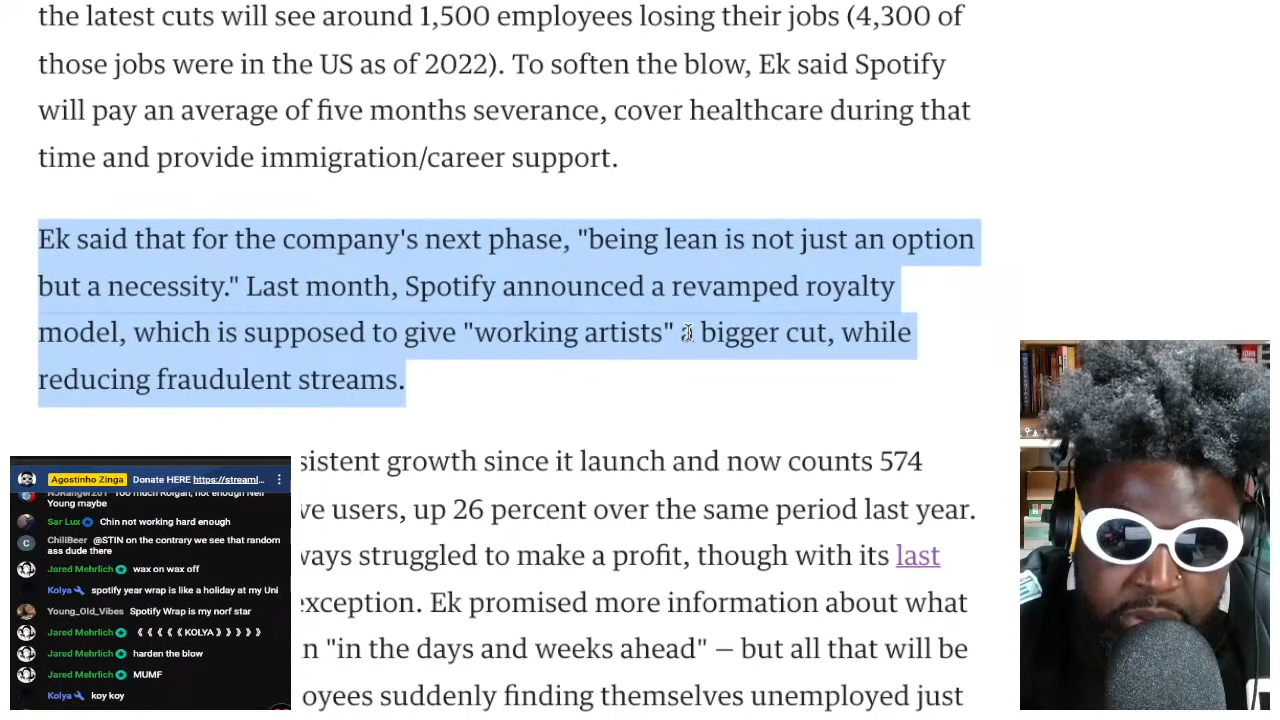 the latest cuts will see around 1,500 employees losing their jobs (4,300 of
those jobs were in the US as of 2022). To soften the blow, Ek said Spotify
will pay an average of five months severance, cover healthcare during that
time and provide immigration/career support.
Ek said that for the company's next phase, "being lean is not just an option
but a necessity." Last month, Spotify announced a revamped royalty
model, which is supposed to give "working artists" a bigger cut, while
reducing fraudulent streams.
sistent growth since it launch and now counts 574
ve users, up 26 percent over the same period last year.
ways struggled to make a profit, though with its last
exception. Ek promised more information about what
n "in the days and weeks ahead" — but all that will be
oyees suddenly finding themselves unemployed just
Agostinho Zinga Donate HERE https://streaml...
Too much Rolgan, not enough Neil
Young maybe
Sar Lux Chin not working hard enough
ChiliBeer @STIN on the contrary we see that random
ass dude there
Jared Mehrlich wax on wax off
Kolya spotify year wrap is like a holiday at my Uni
Young_Old_Vibes Spotify Wrap is my norf star
Jared Mehrlich 《 《 《 《 《 KOLYA 》 》 》 》 》
Jared Mehrlich harden the blow
Jared Mehrlich MUMF
Kolya koy koy